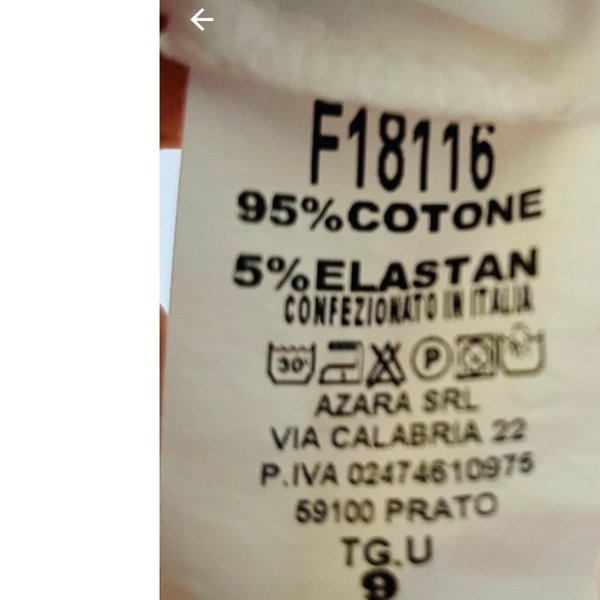 F18116
95%COTONE
5%ELASTAN
CONFEZIONATO IN ITALIA
30° P
AZARA SRL
VIA CALABRIA 22
P.IVA 02474610975
59100 PRATO
TG.U
9